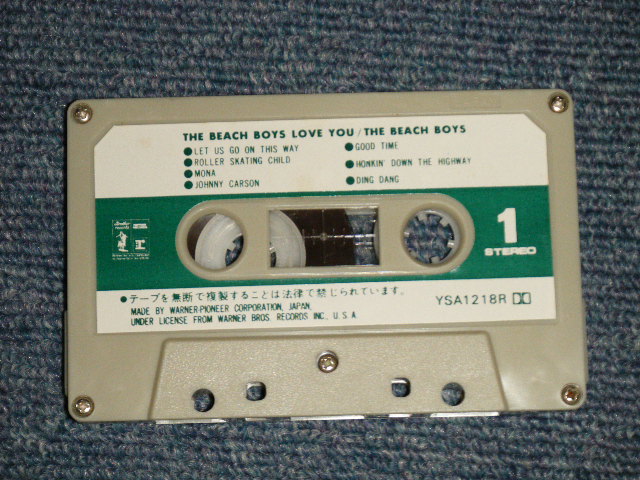 THE BEACH BOYS LOVE YOU / THE BEACH BOYS
● LET US GO ON THIS WAY
● ROLLER SKATING CHILD
● MONA
● JOHNNY CARSON
● GOOD TIME
● HONKIN' DOWN THE HIGHWAY
● DING DANG
1
STEREO
● テープを無断で複製することは法律で禁じられています。
MADE BY WARNER-PIONEER CORPORATION, JAPAN,
UNDER LICENSE FROM WARNER BROS. RECORDS INC., U.S.A.
YSA1218R